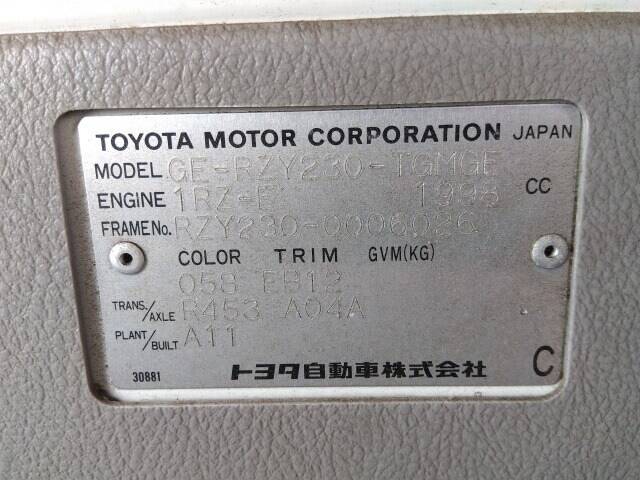 TOYOTA MOTOR CORPORATION JAPAN
MODEL GE-RZY230-TGMGE
ENGINE 1RZ-E 1998 CC
FRAME No. RZY230-0006026
COLOR TRIM GVM(KG)
058 EB12
TRANS./AXLE R453 A04A
PLANT/BUILT A11
30881 トヨタ自動車株式会社 C